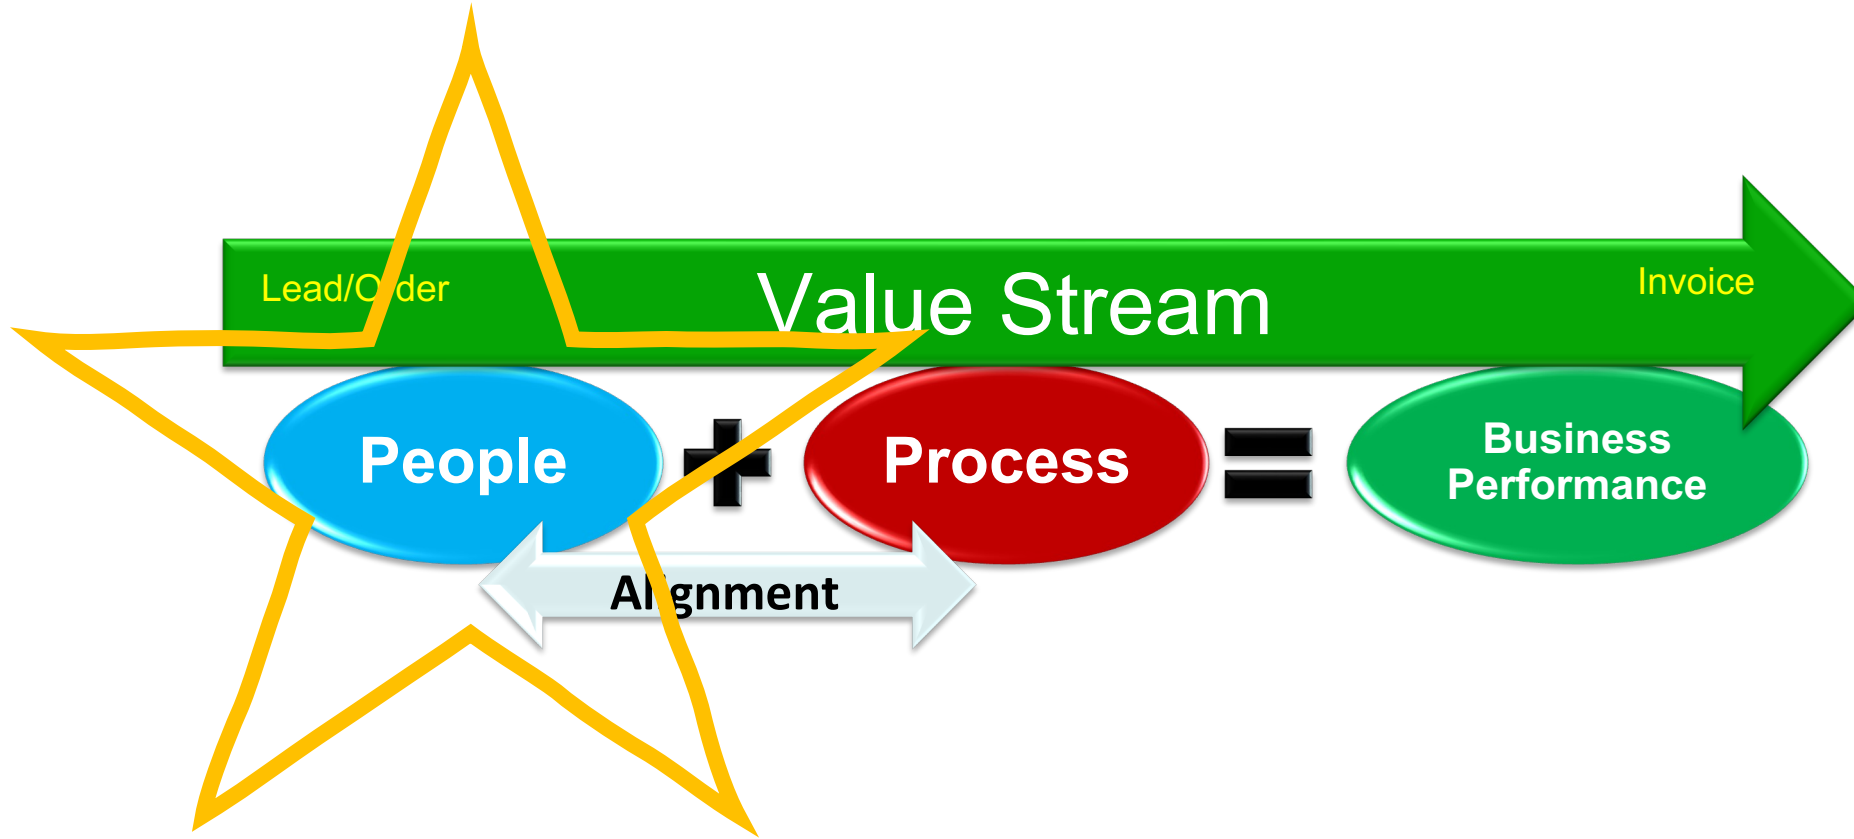 Lead/Order
Value Stream
Invoice
People
Process
Business
Performance
Alignment